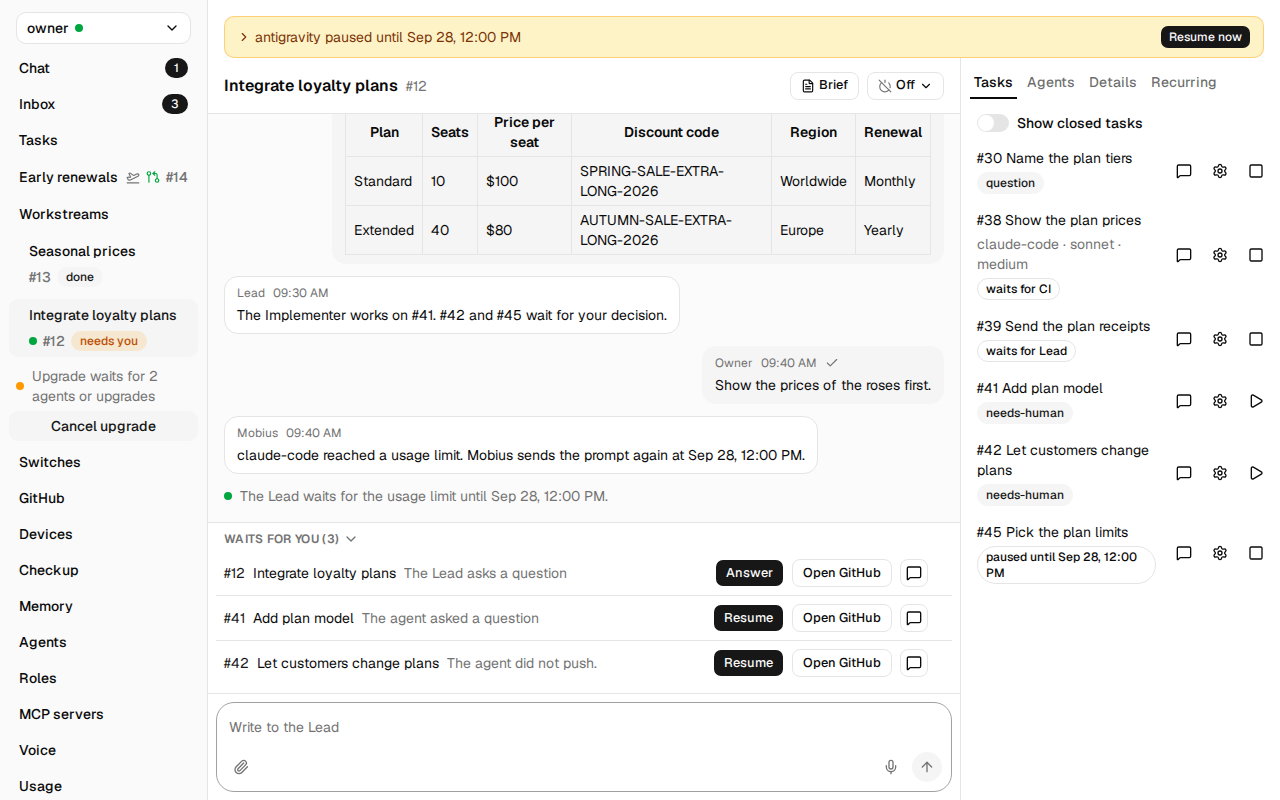 owner
Chat 1
Inbox 3
Tasks
Early renewals #14
Workstreams
Seasonal prices
#13 done
Integrate loyalty plans
#12 needs you
Upgrade waits for 2
agents or upgrades
Cancel upgrade
Switches
GitHub
Devices
Checkup
Memory
Agents
Roles
MCP servers
Voice
Usage
antigravity paused until Sep 28, 12:00 PM
Resume now
Integrate loyalty plans #12
Brief
Off
Plan Seats Price per seat Discount code Region Renewal
Standard 10 $100 SPRING-SALE-EXTRA-LONG-2026 Worldwide Monthly
Extended 40 $80 AUTUMN-SALE-EXTRA-LONG-2026 Europe Yearly
Lead 09:30 AM
The Implementer works on #41. #42 and #45 wait for your decision.
Owner 09:40 AM
Show the prices of the roses first.
Mobius 09:40 AM
claude-code reached a usage limit. Mobius sends the prompt again at Sep 28, 12:00 PM.
The Lead waits for the usage limit until Sep 28, 12:00 PM.
WAITS FOR YOU (3)
#12 Integrate loyalty plans The Lead asks a question Answer Open GitHub
#41 Add plan model The agent asked a question Resume Open GitHub
#42 Let customers change plans The agent did not push. Resume Open GitHub
Write to the Lead
Tasks Agents Details Recurring
Show closed tasks
#30 Name the plan tiers
question
#38 Show the plan prices
claude-code · sonnet ·
medium
waits for CI
#39 Send the plan receipts
waits for Lead
#41 Add plan model
needs-human
#42 Let customers change
plans
needs-human
#45 Pick the plan limits
paused until Sep 28, 12:00
PM